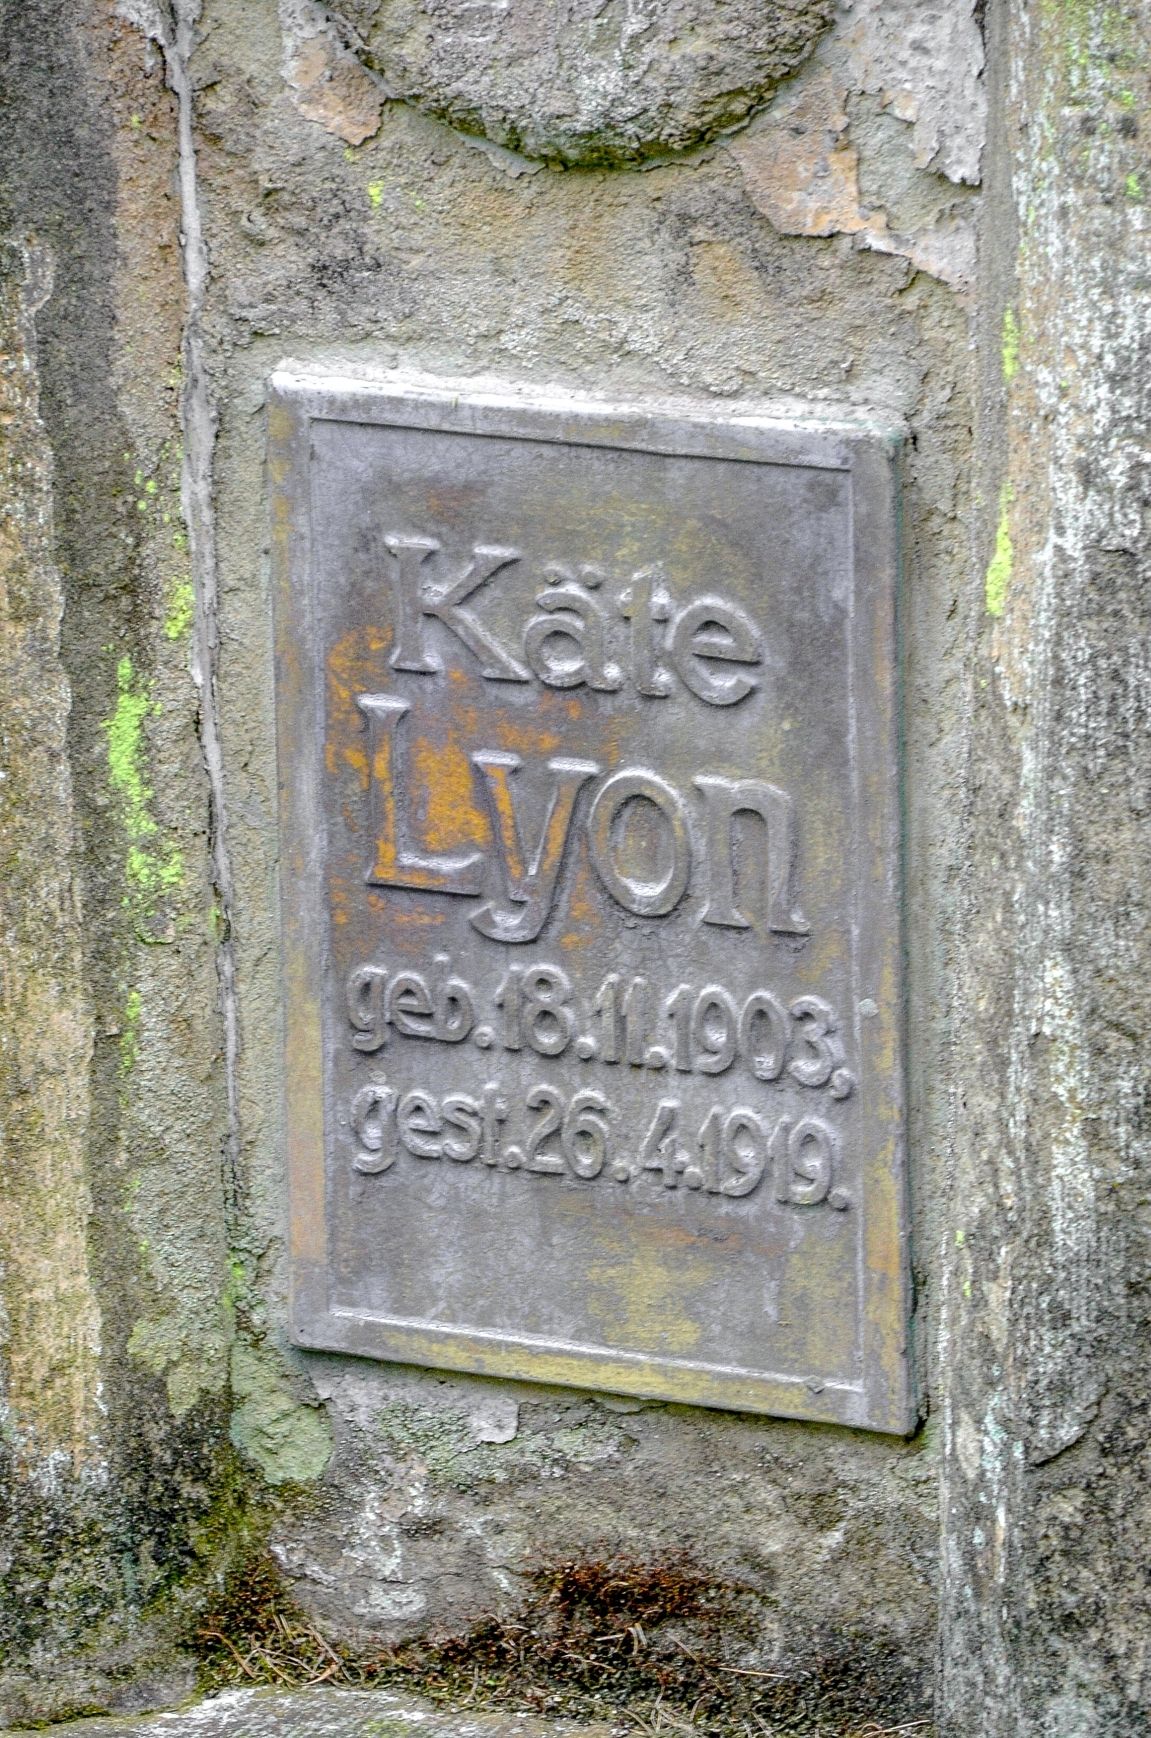 Käte
Lyon
geb. 18. 11. 1903,
gest. 26. 4. 1919.